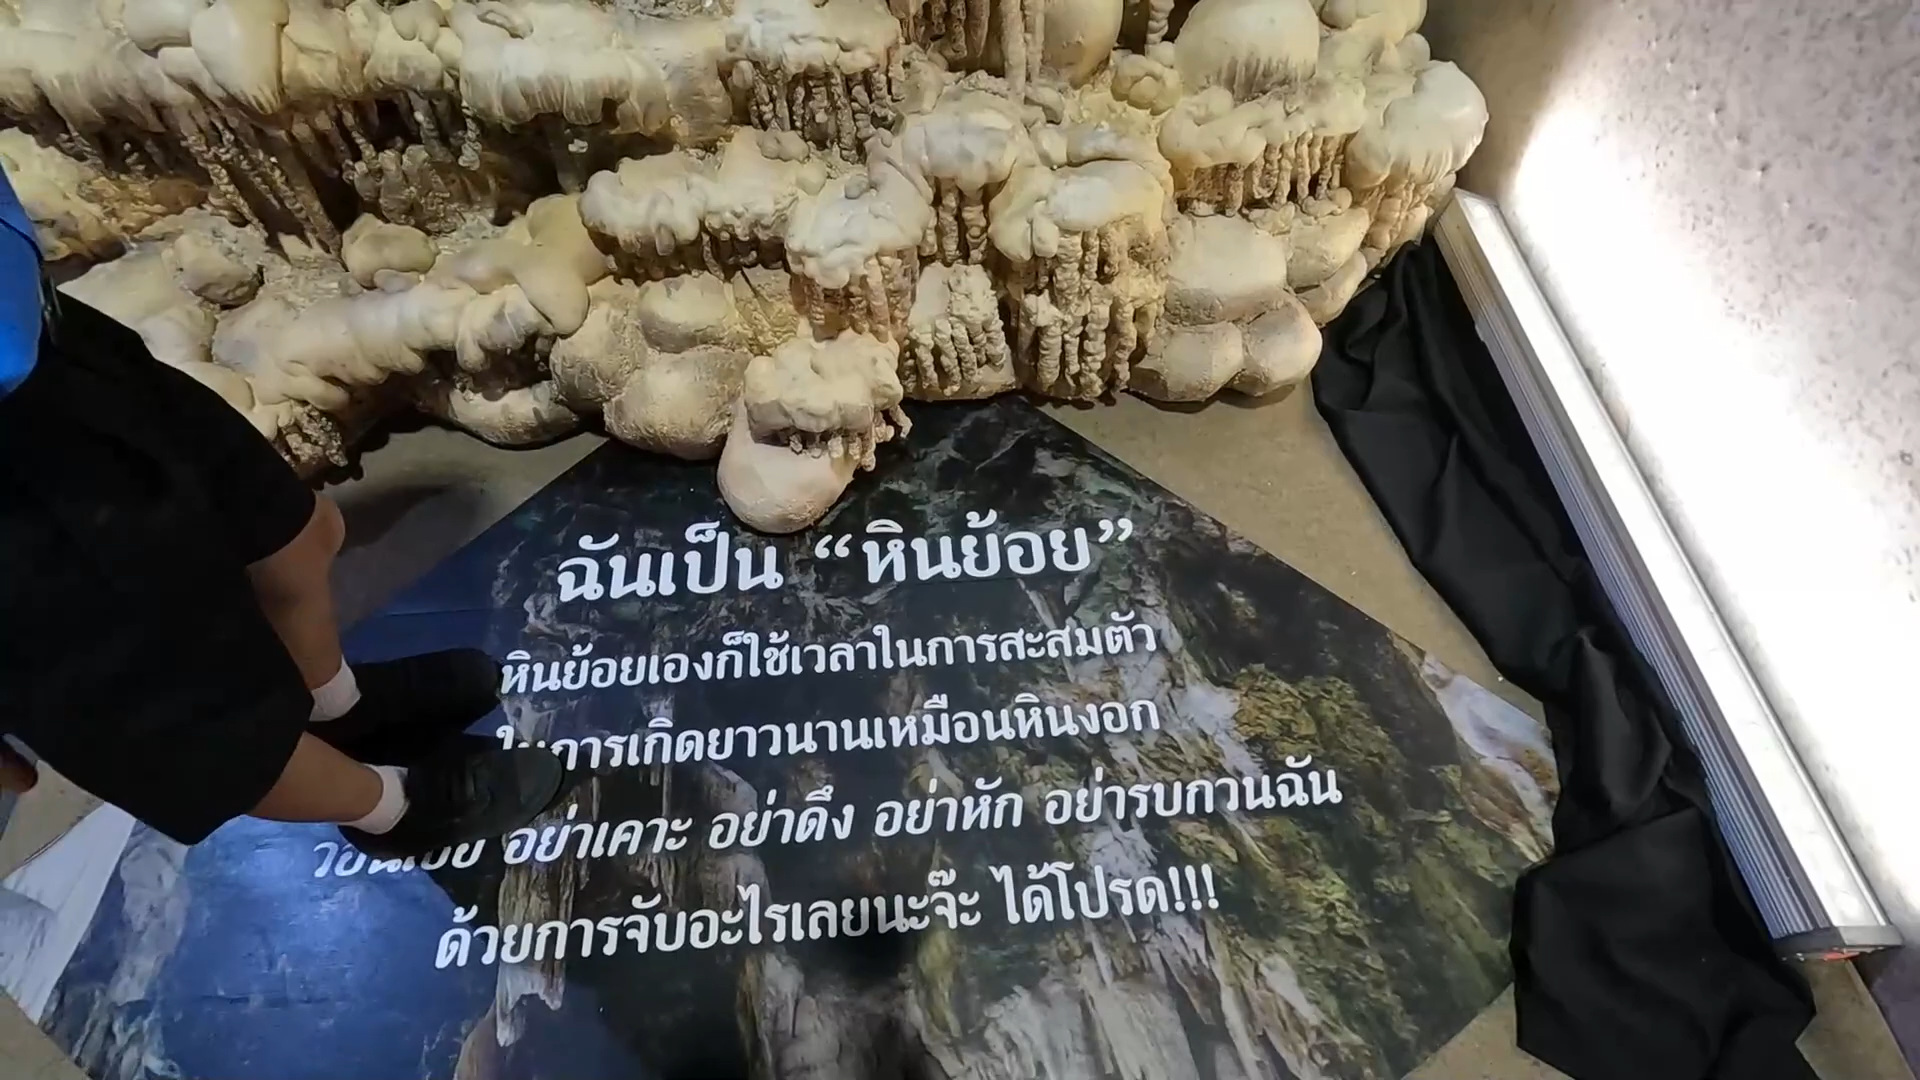 ฉันเป็น “หินย้อย”
หินย้อยเองก็ใช้เวลาในการสะสมตัว
ในการเกิดยาวนานเหมือนหินงอก
อย่าเคาะ อย่าดึง อย่าหัก อย่ารบกวนฉัน
ด้วยการจับอะไรเลยนะจ๊ะ ได้โปรด!!!